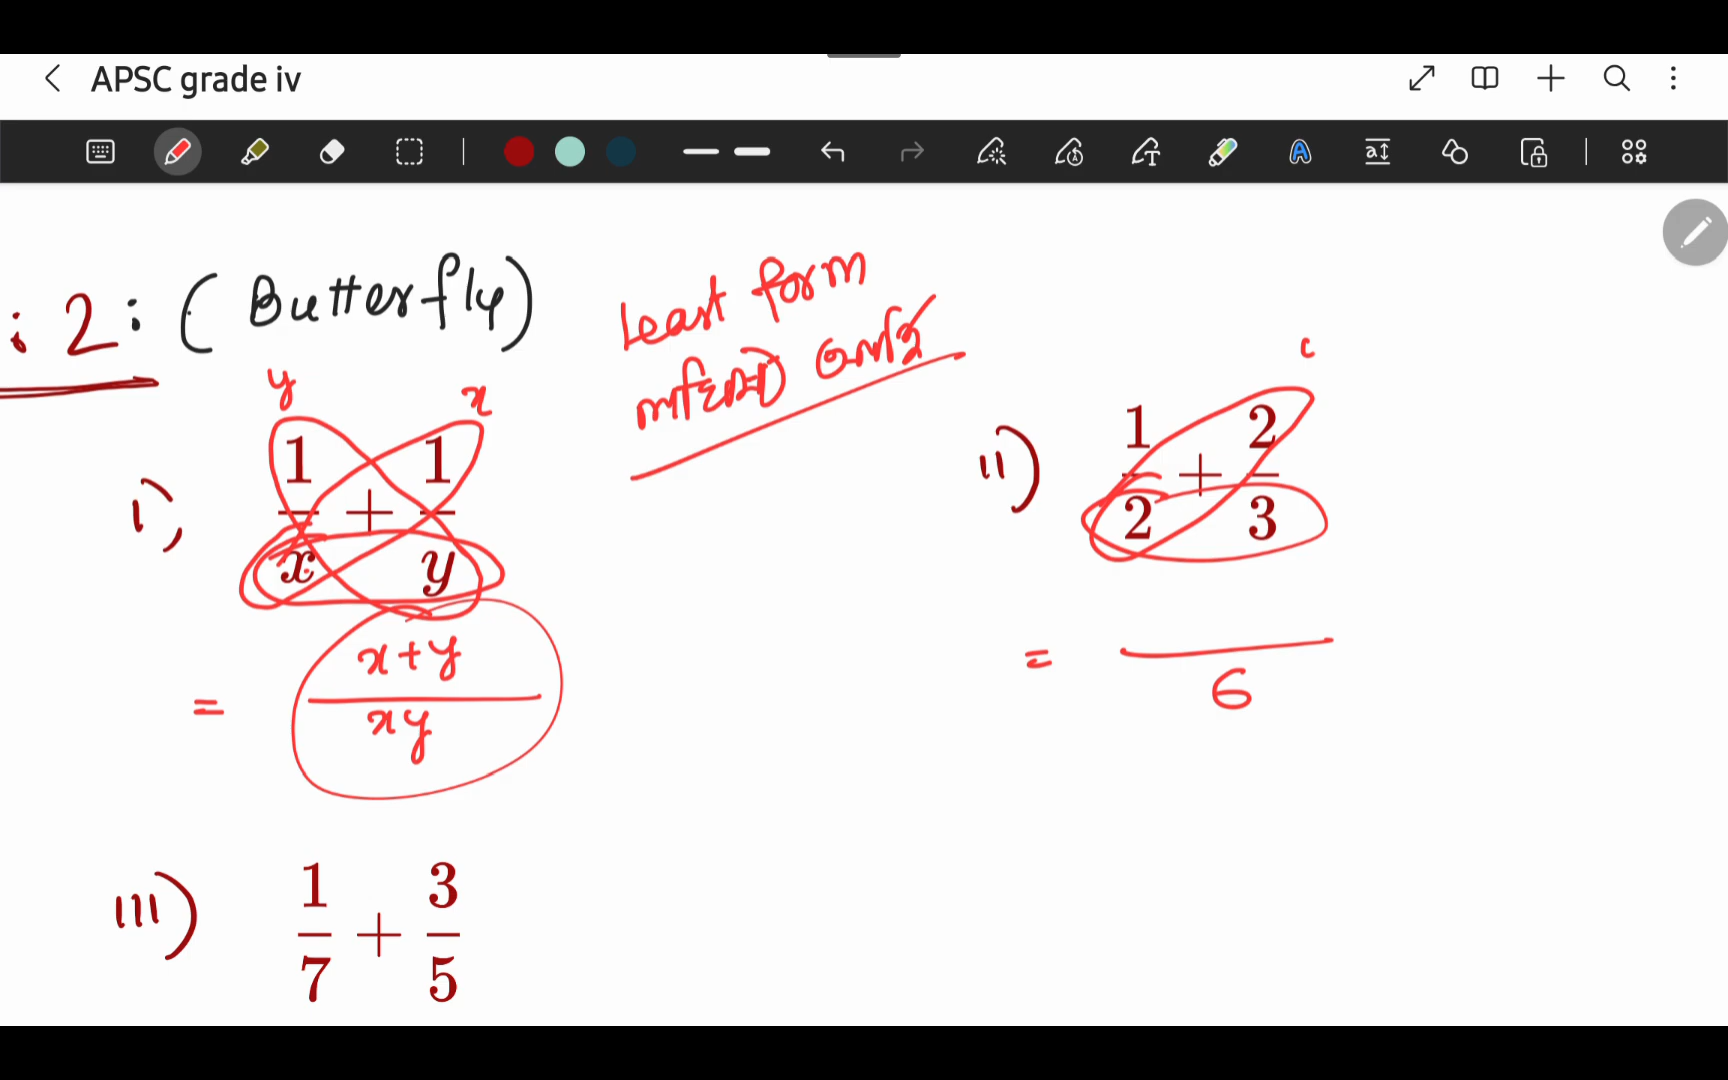 APSC grade iv
: 2 : (Butterfly)
Least form
y x
i), 1/x + 1/y
= x+y/xy
ii) 1/2 + 2/3
= /6
iii) 1/7 + 3/5